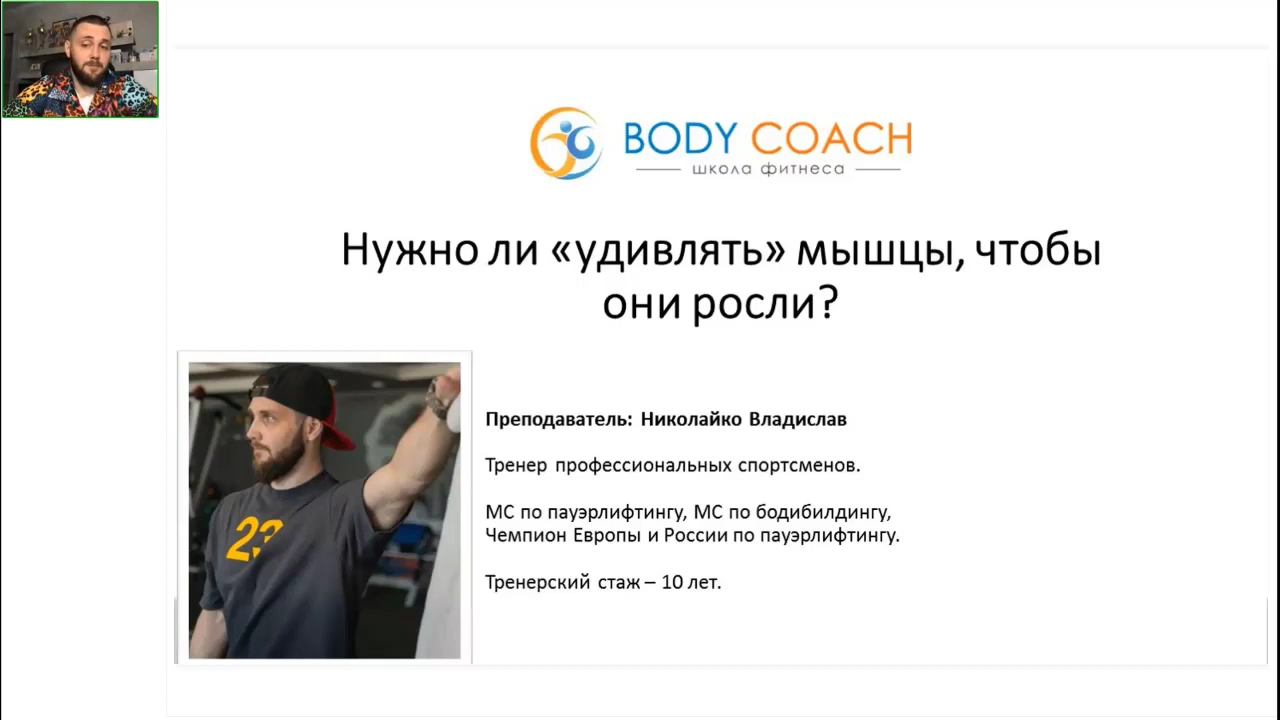 BODY COACH
школа фитнеса
Нужно ли «удивлять» мышцы, чтобы
они росли?
Преподаватель: Николайко Владислав
Тренер профессиональных спортсменов.
МС по пауэрлифтингу, МС по бодибилдингу,
Чемпион Европы и России по пауэрлифтингу.
Тренерский стаж – 10 лет.
23